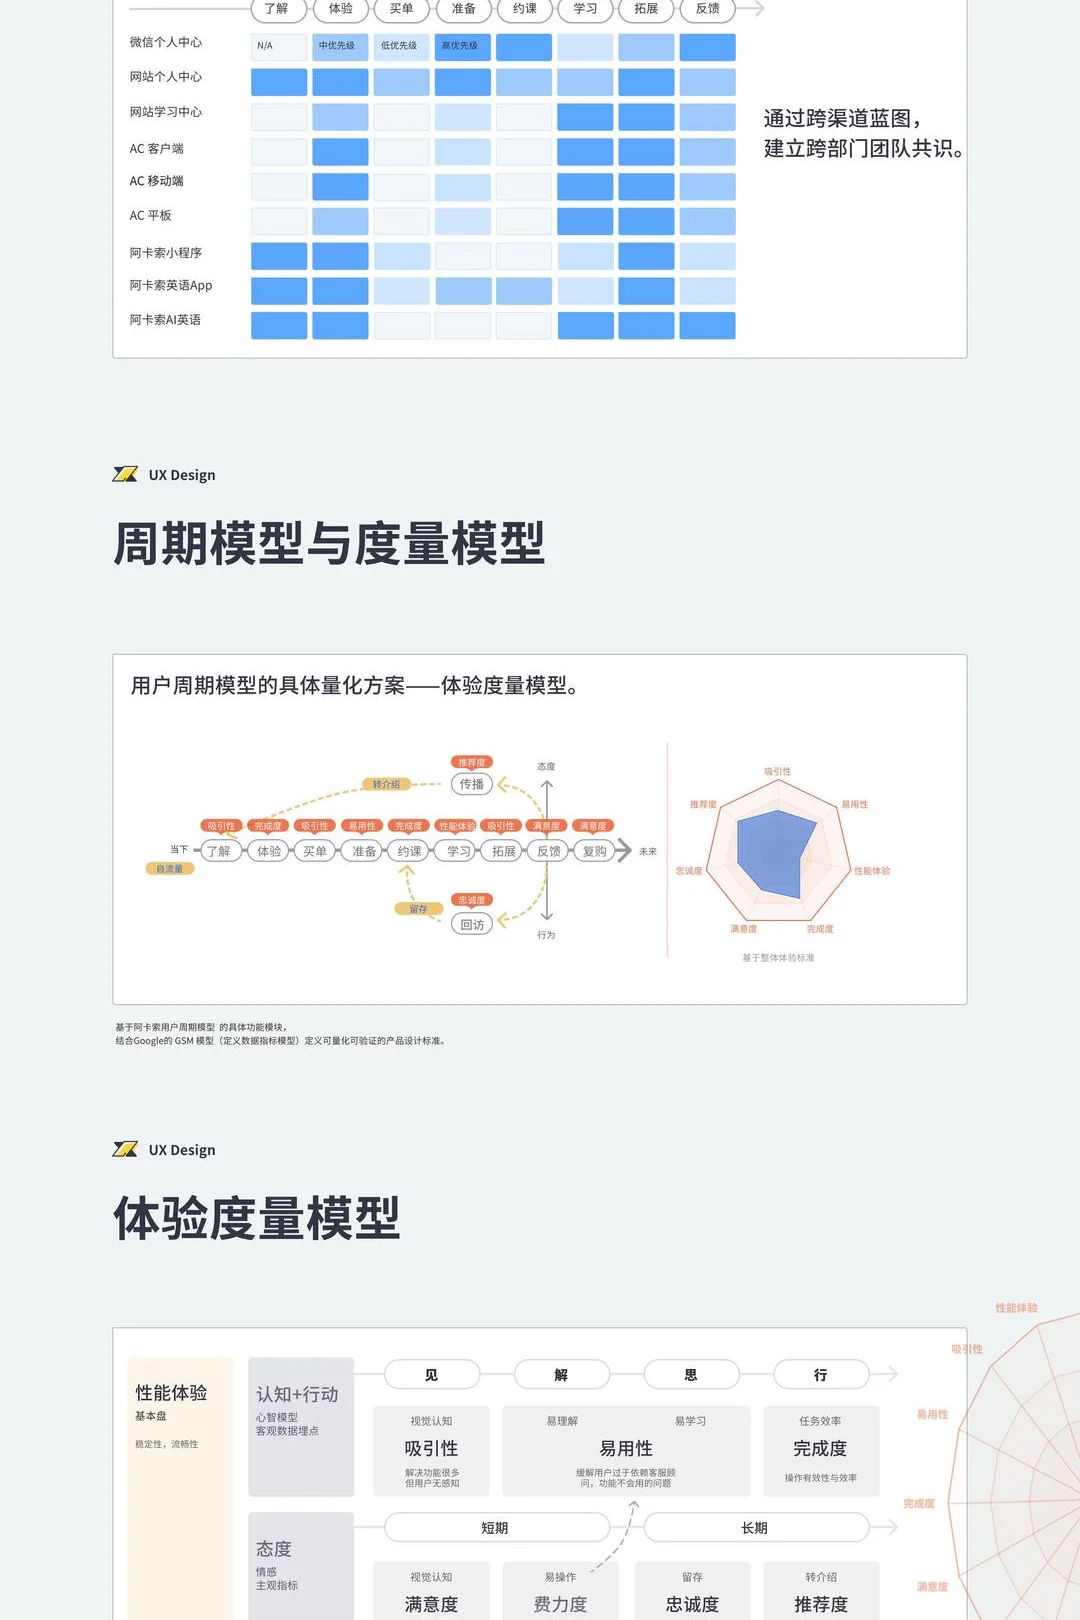 了解 体验 买单 准备 约课 学习 拓展 反馈
微信个人中心 N/A 中优先级 低优先级 高优先级
网站个人中心
网站学习中心
AC 客户端
AC 移动端
AC 平板
阿卡索小程序
阿卡索英语App
阿卡索AI英语
通过跨渠道蓝图，
建立跨部门团队共识。
UX Design
周期模型与度量模型
用户周期模型的具体量化方案——体验度量模型。
推荐度
转介绍 传播 态度
吸引性 完成度 吸引性 易用性 完成度 性能体验 吸引性 满意度 满意度
当下 了解 体验 买单 准备 约课 学习 拓展 反馈 复购 未来
自流量
忠诚度
留存 回访
行为
吸引性
推荐度 易用性
忠诚度 性能体验
满意度 完成度
基于整体体验标准
基于阿卡索用户周期模型 的具体功能模块，
结合Google的 GSM 模型（定义数据指标模型）定义可量化可验证的产品设计标准。
UX Design
体验度量模型
性能体验
基本盘
稳定性，流畅性
认知+行动
心智模型
客观数据埋点
见 解 思 行
视觉认知
吸引性
解决功能很多
但用户无感知
易理解 易学习
易用性
缓解用户过于依赖客服顾
问，功能不会用的问题
任务效率
完成度
操作有效性与效率
态度
情感
主观指标
短期 长期
视觉认知
满意度
易操作
费力度
留存
忠诚度
转介绍
推荐度
性能体验
吸引性
易用性
完成度
满意度